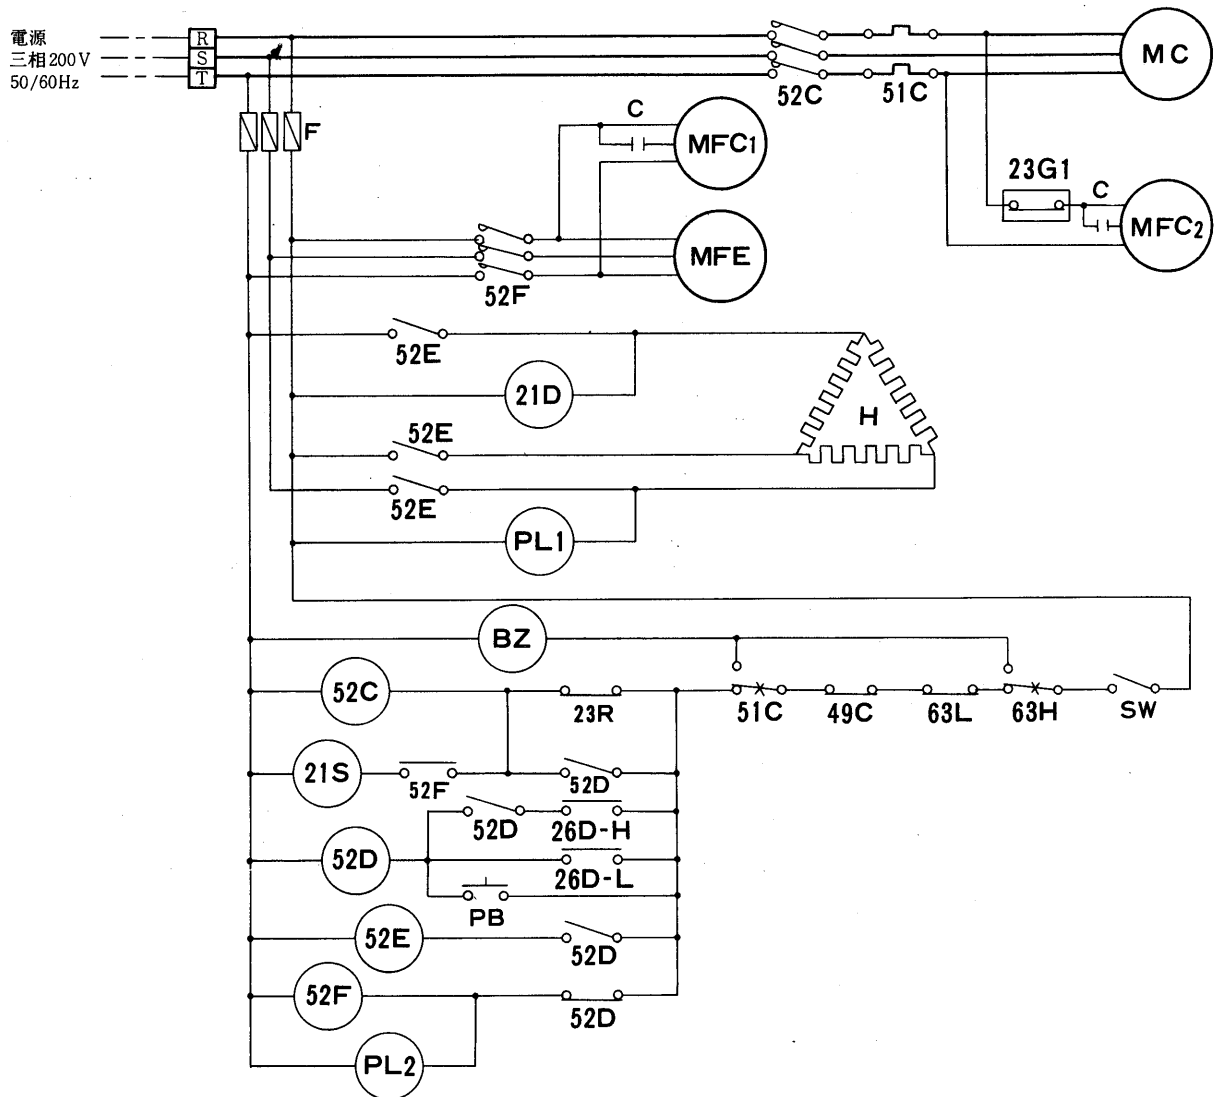 電源
三相200V
50/60Hz
R
S
T
52C
51C
MC
F
C
MFC1
23G1
C
MFC2
MFE
52F
52E
21D
H
52E
52E
PL1
BZ
52C
23R
51C
49C
63L
63H
SW
21S
52F
52D
52D
26D-H
52D
26D-L
PB
52E
52D
52F
52D
PL2